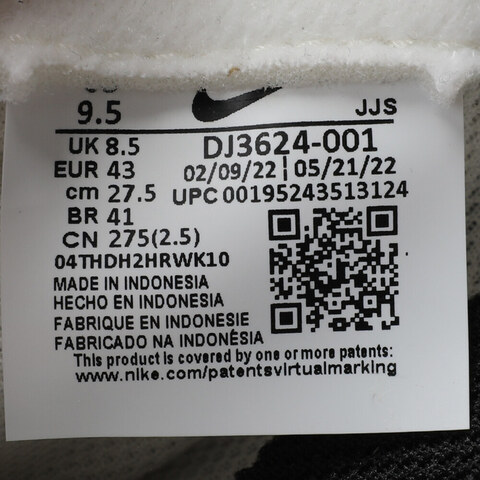 9.5
JJS
UK 8.5
DJ3624-001
EUR 43
02/09/22 | 05/21/22
cm 27.5
UPC 00195243513124
BR 41
CN 275(2.5)
04THDH2HRWK10
MADE IN INDONESIA
HECHO EN INDONESIA
FABRIQUE EN INDONESIE
FABRICADO NA INDONÉSIA
This product is covered by one or more patents:
www.nike.com/patentsvirtualmarking